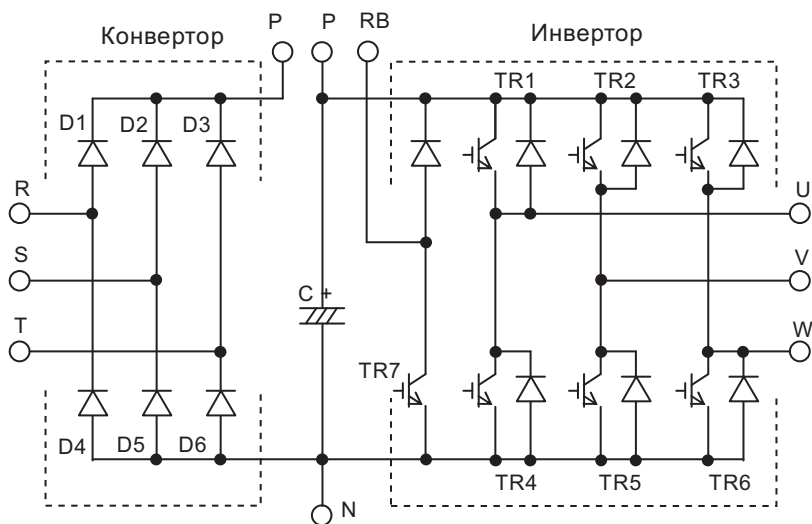 P P RB
Конвертор Инвертор
TR1 TR2 TR3
D1 D2 D3
R U
S V
C +
T W
TR7
D4 D5 D6
TR4 TR5 TR6
N